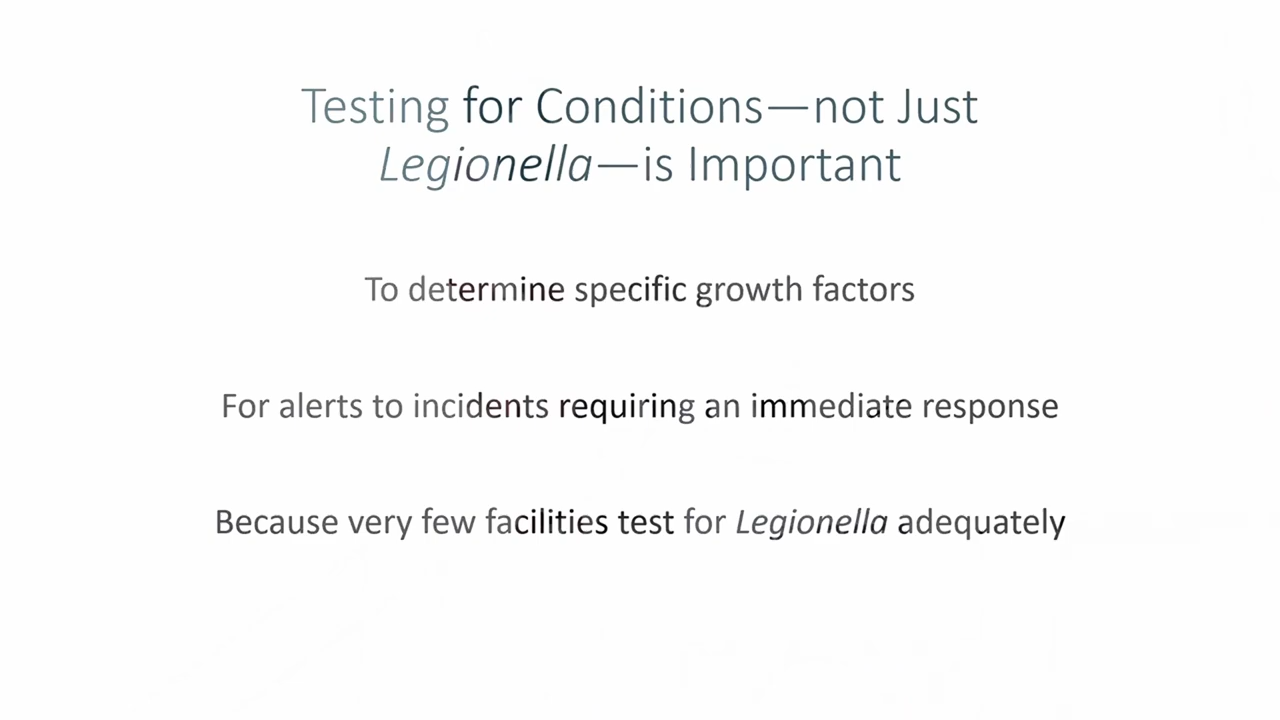 Testing for Conditions—not Just
Legionella—is Important
To determine specific growth factors
For alerts to incidents requiring an immediate response
Because very few facilities test for Legionella adequately